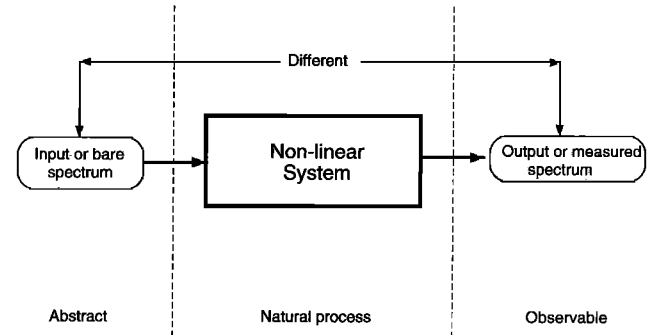 Different
Input or bare
spectrum
Non-linear
System
Output or measured
spectrum
Abstract
Natural process
Observable